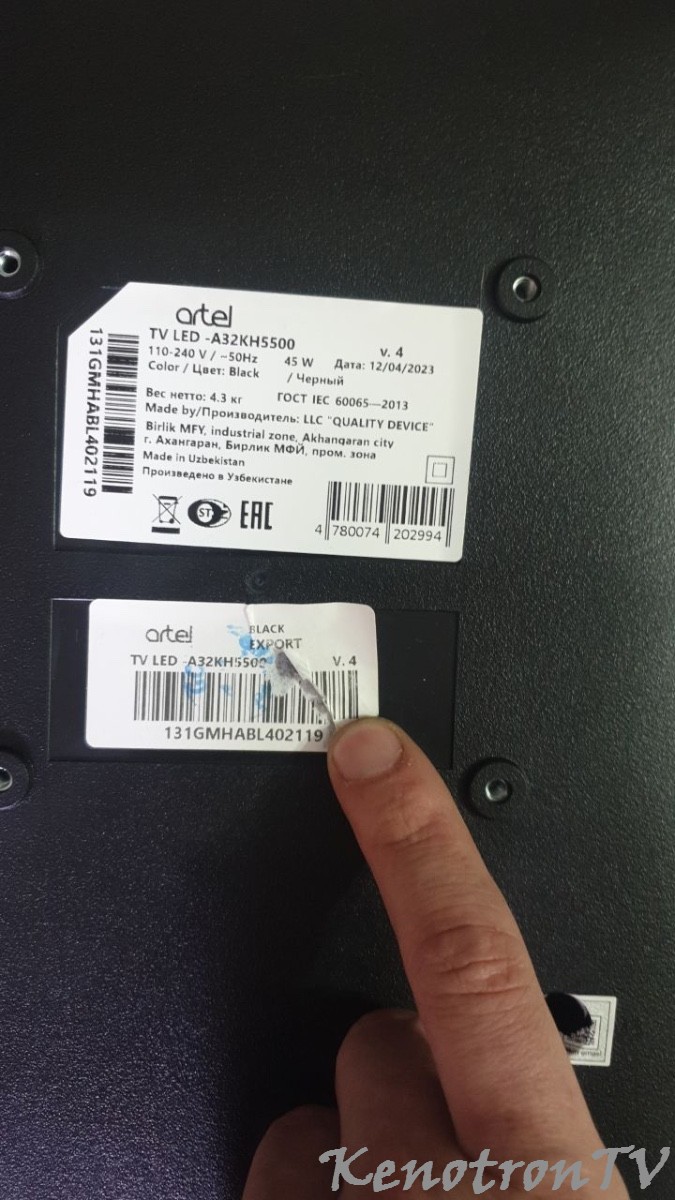 artel
TV LED -A32KH5500 v. 4
110-240 V / ~50Hz 45 W Дата: 12/04/2023
Color / Цвет: Black / Черный
Вес нетто: 4.3 кг ГОСТ IEC 60065—2013
Made by/Производитель: LLC "QUALITY DEVICE"
Birlik MFY, industrial zone, Akhangaran city
г. Ахангаран, Бирлик МФЙ, пром. зона
Made in Uzbekistan
Произведено в Узбекистане
131GMHABL402119
ST
EAC
4 780074 202994
artel
BLACK
EXPORT
TV LED -A32KH5500 V. 4
131GMHABL402119
KenotronTV